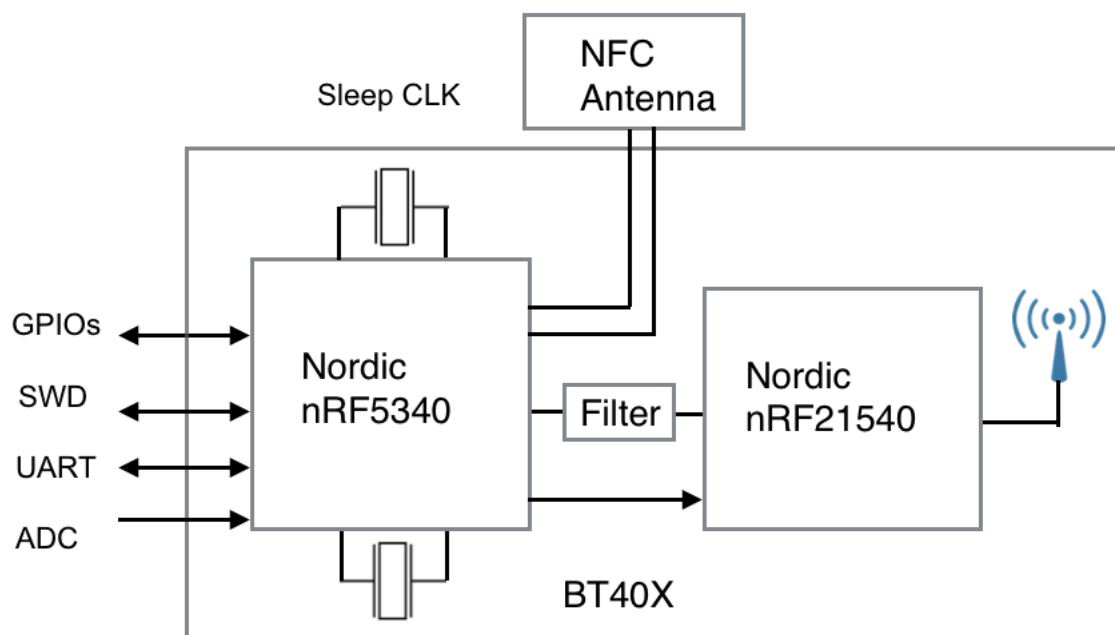 NFC
Antenna
Sleep CLK
GPIOs
SWD
UART
ADC
Nordic
nRF5340
Filter
Nordic
nRF21540
BT40X